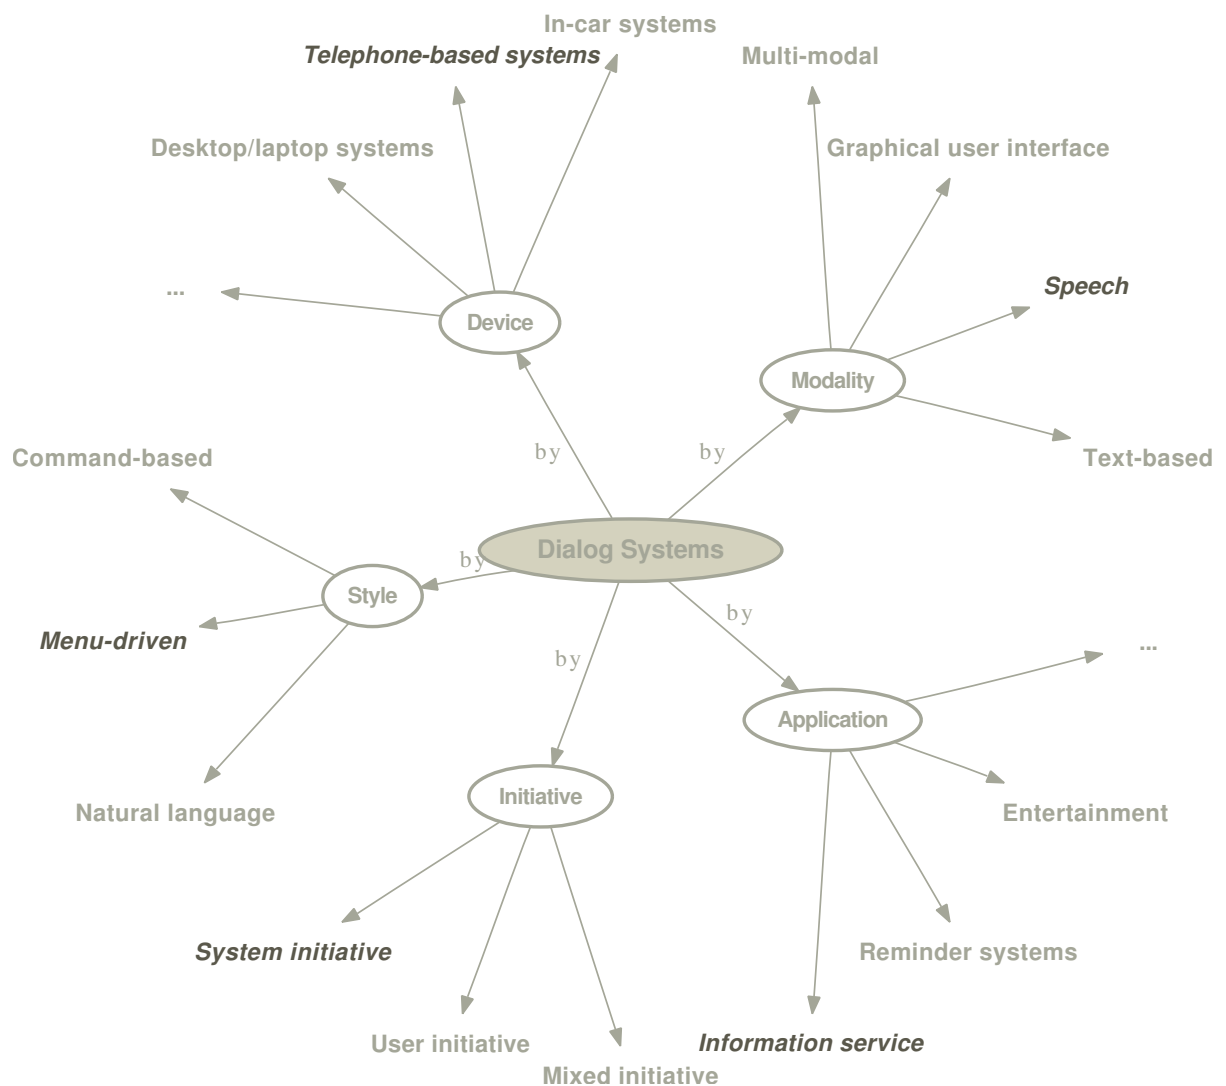 In-car systems
Telephone-based systems
Multi-modal
Desktop/laptop systems
Graphical user interface
...
Speech
Device
Modality
by
by
Command-based
Text-based
Dialog Systems
by
Style
by
Menu-driven
by
...
Application
Initiative
Natural language
Entertainment
System initiative
Reminder systems
User initiative
Information service
Mixed initiative